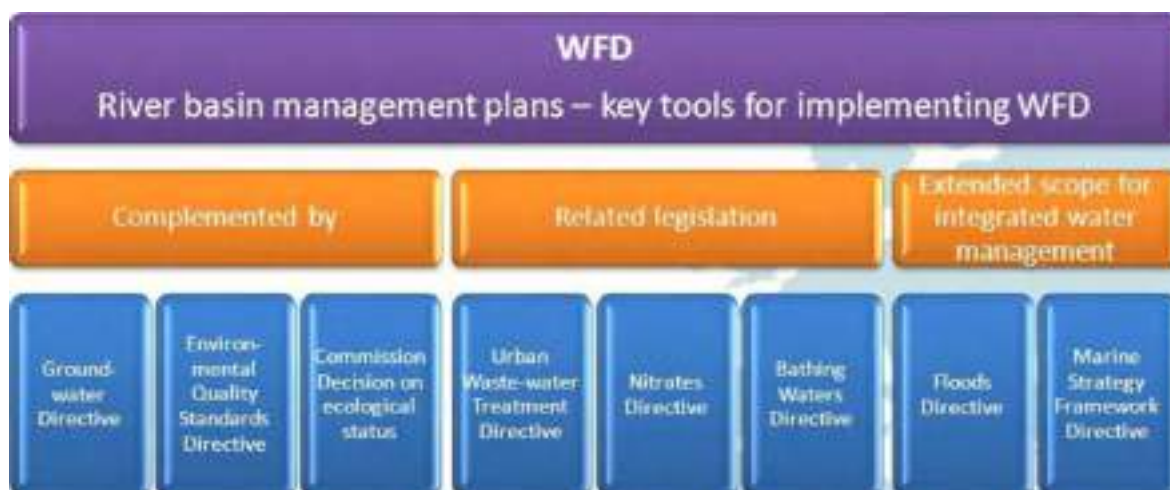 WFD
River basin management plans – key tools for implementing WFD
Complemented by
Related legislation
Extended scope for
integrated water
management
Ground-
water
Directive
Environ-
mental
Quality
Standards
Directive
Commission
Decision on
ecological
status
Urban
Waste-water
Treatment
Directive
Nitrates
Directive
Bathing
Waters
Directive
Floods
Directive
Marine
Strategy
Framework
Directive